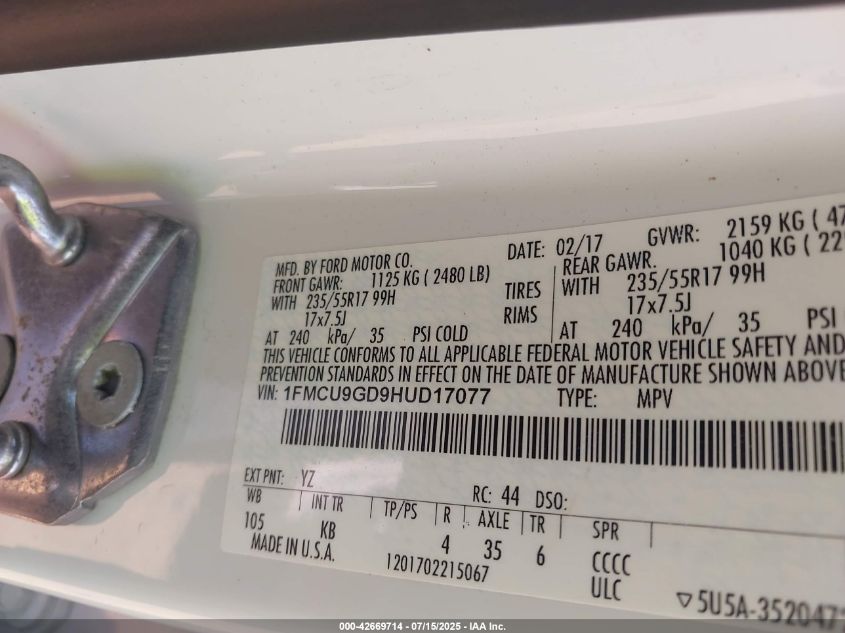 MFD. BY FORD MOTOR CO. DATE: 02/17 GVWR: 2159 KG ( 47
FRONT GAWR: 1125 KG ( 2480 LB) REAR GAWR. 1040 KG ( 22
WITH 235/55R17 99H TIRES WITH 235/55R17 99H
17x7.5J RIMS 17x7.5J
AT 240 kPa/ 35 PSI COLD AT 240 kPa/ 35 PSI
THIS VEHICLE CONFORMS TO ALL APPLICABLE FEDERAL MOTOR VEHICLE SAFETY AND
PREVENTION STANDARDS IN EFFECT ON THE DATE OF MANUFACTURE SHOWN ABOVE
VIN: 1FMCU9GD9HUD17077 TYPE: MPV
EXT PNT: YZ RC: 44 DSO:
WB INT TR TP/PS R AXLE TR SPR
105 KB 4 35 6 CCCC
MADE IN U.S.A. 1201702215067 ULC
5U5A-3520472
000-42669714 - 07/15/2025 - IAA Inc.